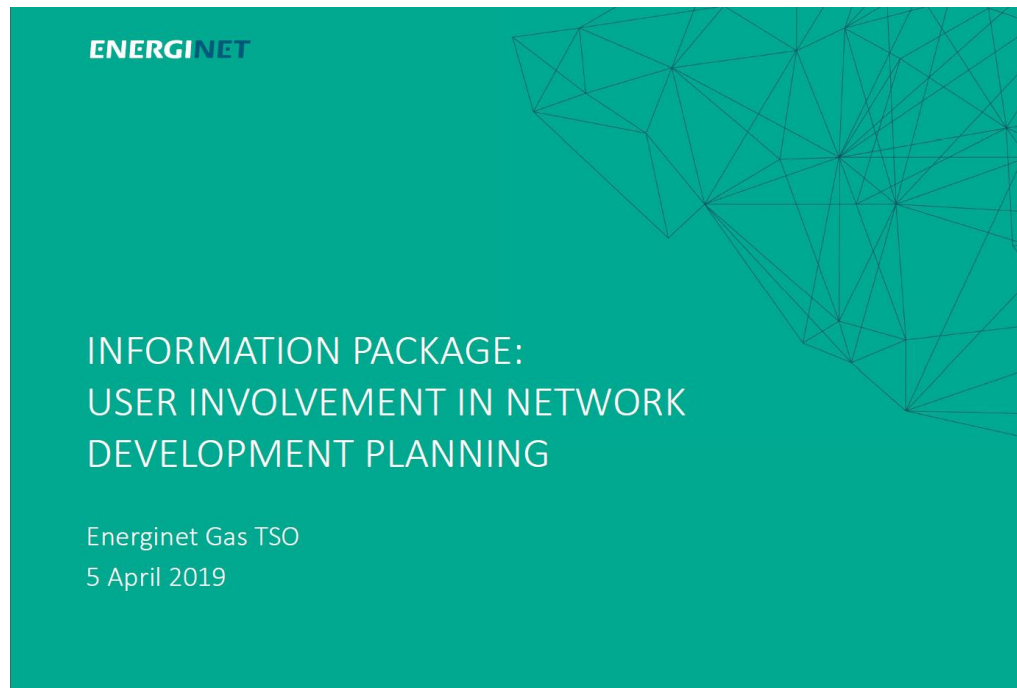 ENERGINET
INFORMATION PACKAGE:
USER INVOLVEMENT IN NETWORK
DEVELOPMENT PLANNING
Energinet Gas TSO
5 April 2019